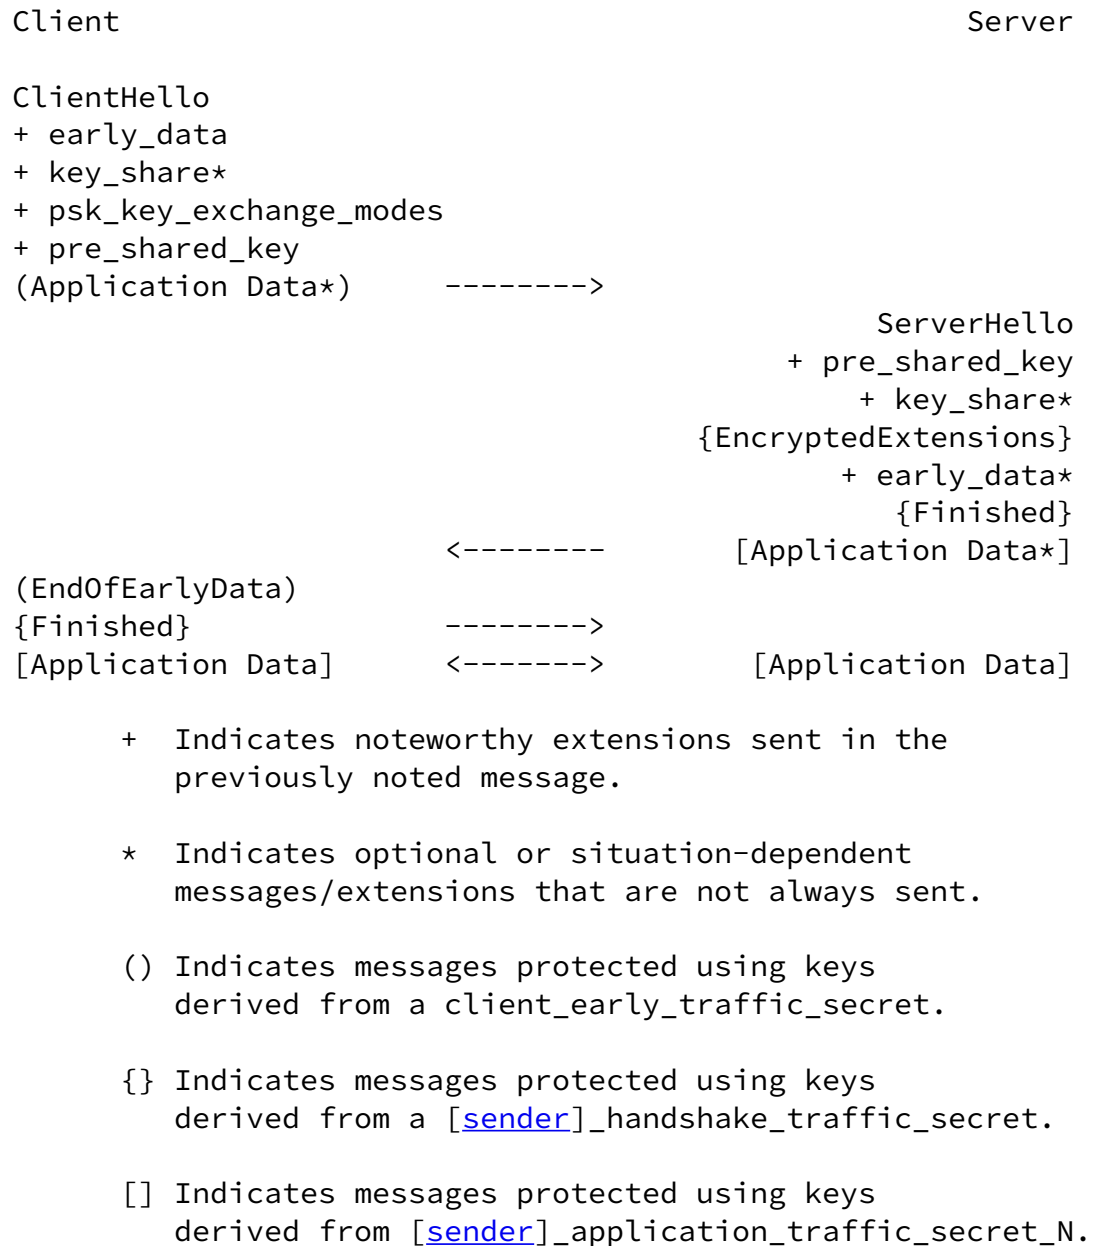 Client                                               Server

ClientHello
+ early_data
+ key_share*
+ psk_key_exchange_modes
+ pre_shared_key
(Application Data*)     -------->
                                                ServerHello
                                           + pre_shared_key
                                               + key_share*
                                      {EncryptedExtensions}
                                              + early_data*
                                                 {Finished}
                        <--------       [Application Data*]
(EndOfEarlyData)
{Finished}              -------->
[Application Data]      <------->        [Application Data]

      +  Indicates noteworthy extensions sent in the
         previously noted message.

      *  Indicates optional or situation-dependent
         messages/extensions that are not always sent.

      () Indicates messages protected using keys
         derived from a client_early_traffic_secret.

      {} Indicates messages protected using keys
         derived from a [sender]_handshake_traffic_secret.

      [] Indicates messages protected using keys
         derived from [sender]_application_traffic_secret_N.